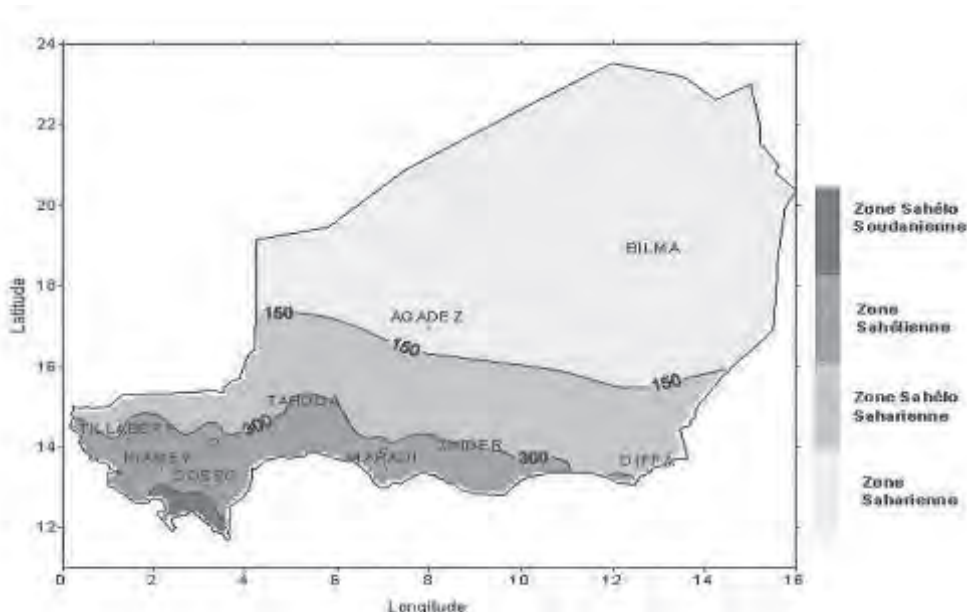 24
22
20
18
16
14
12
0
2
4
6
8
10
12
14
16
Latitude
Longitude
BILMA
AGADEZ
150
150
150
TAHOUA
300
TILLABERY
NIAMEY
DOSSO
MARADI
ZINDER
300
DIFFA
Zone Sahélo
Soudanienne
Zone
Sahélienne
Zone Sahélo
Saharienne
Zone
Saharienne